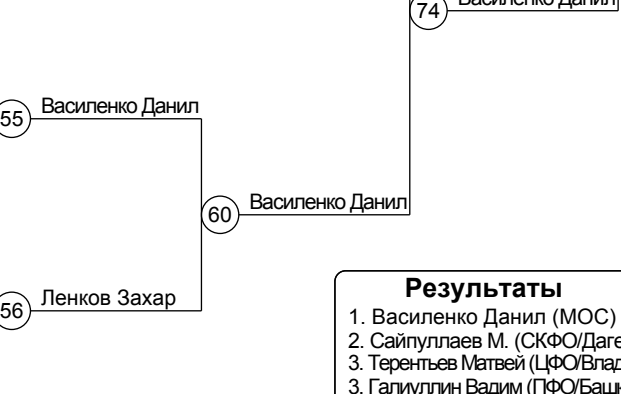 74 Василенко Данил
55 Василенко Данил
60 Василенко Данил
56 Ленков Захар
Результаты
1. Василенко Данил (МОС)
2. Сайпуллаев М. (СКФО/Даге
3. Терентьев Матвей (ЦФО/Влад
3. Галиуллин Вадим (ПФО/Баш